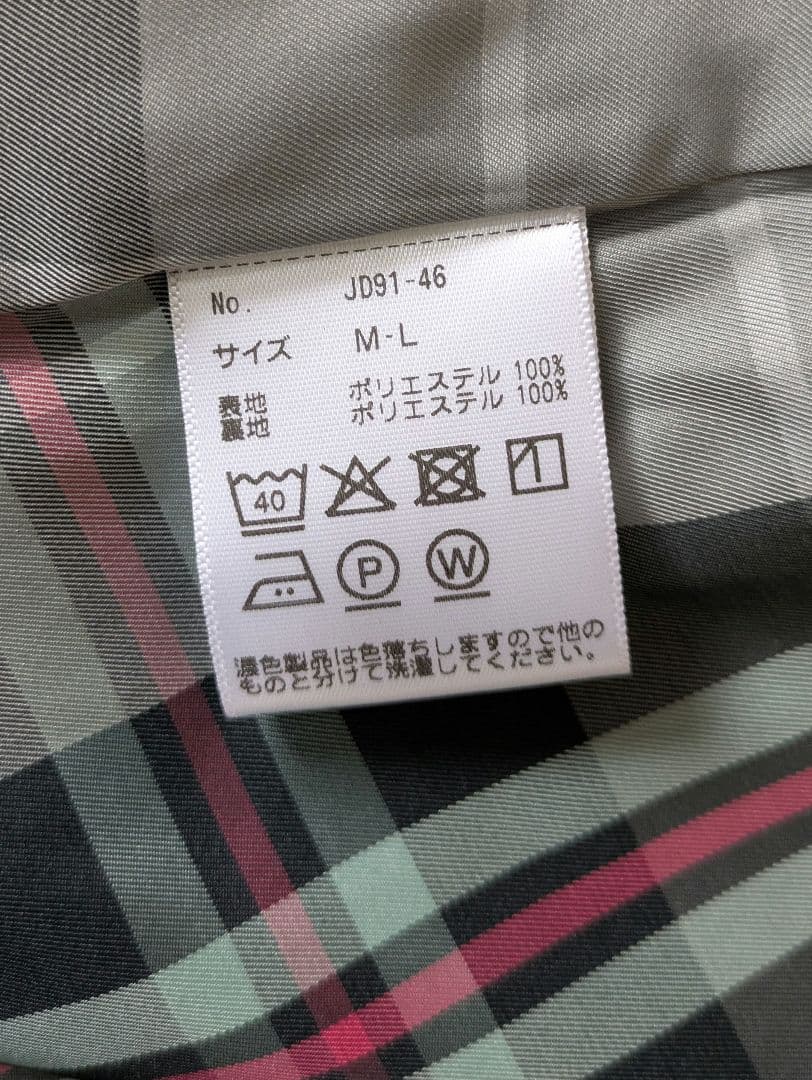 No. JD91-46
サイズ M-L
表地 ポリエステル 100%
裏地 ポリエステル 100%
40
P W
濃色製品は色落ちしますので他の
ものと分けて洗濯してください。